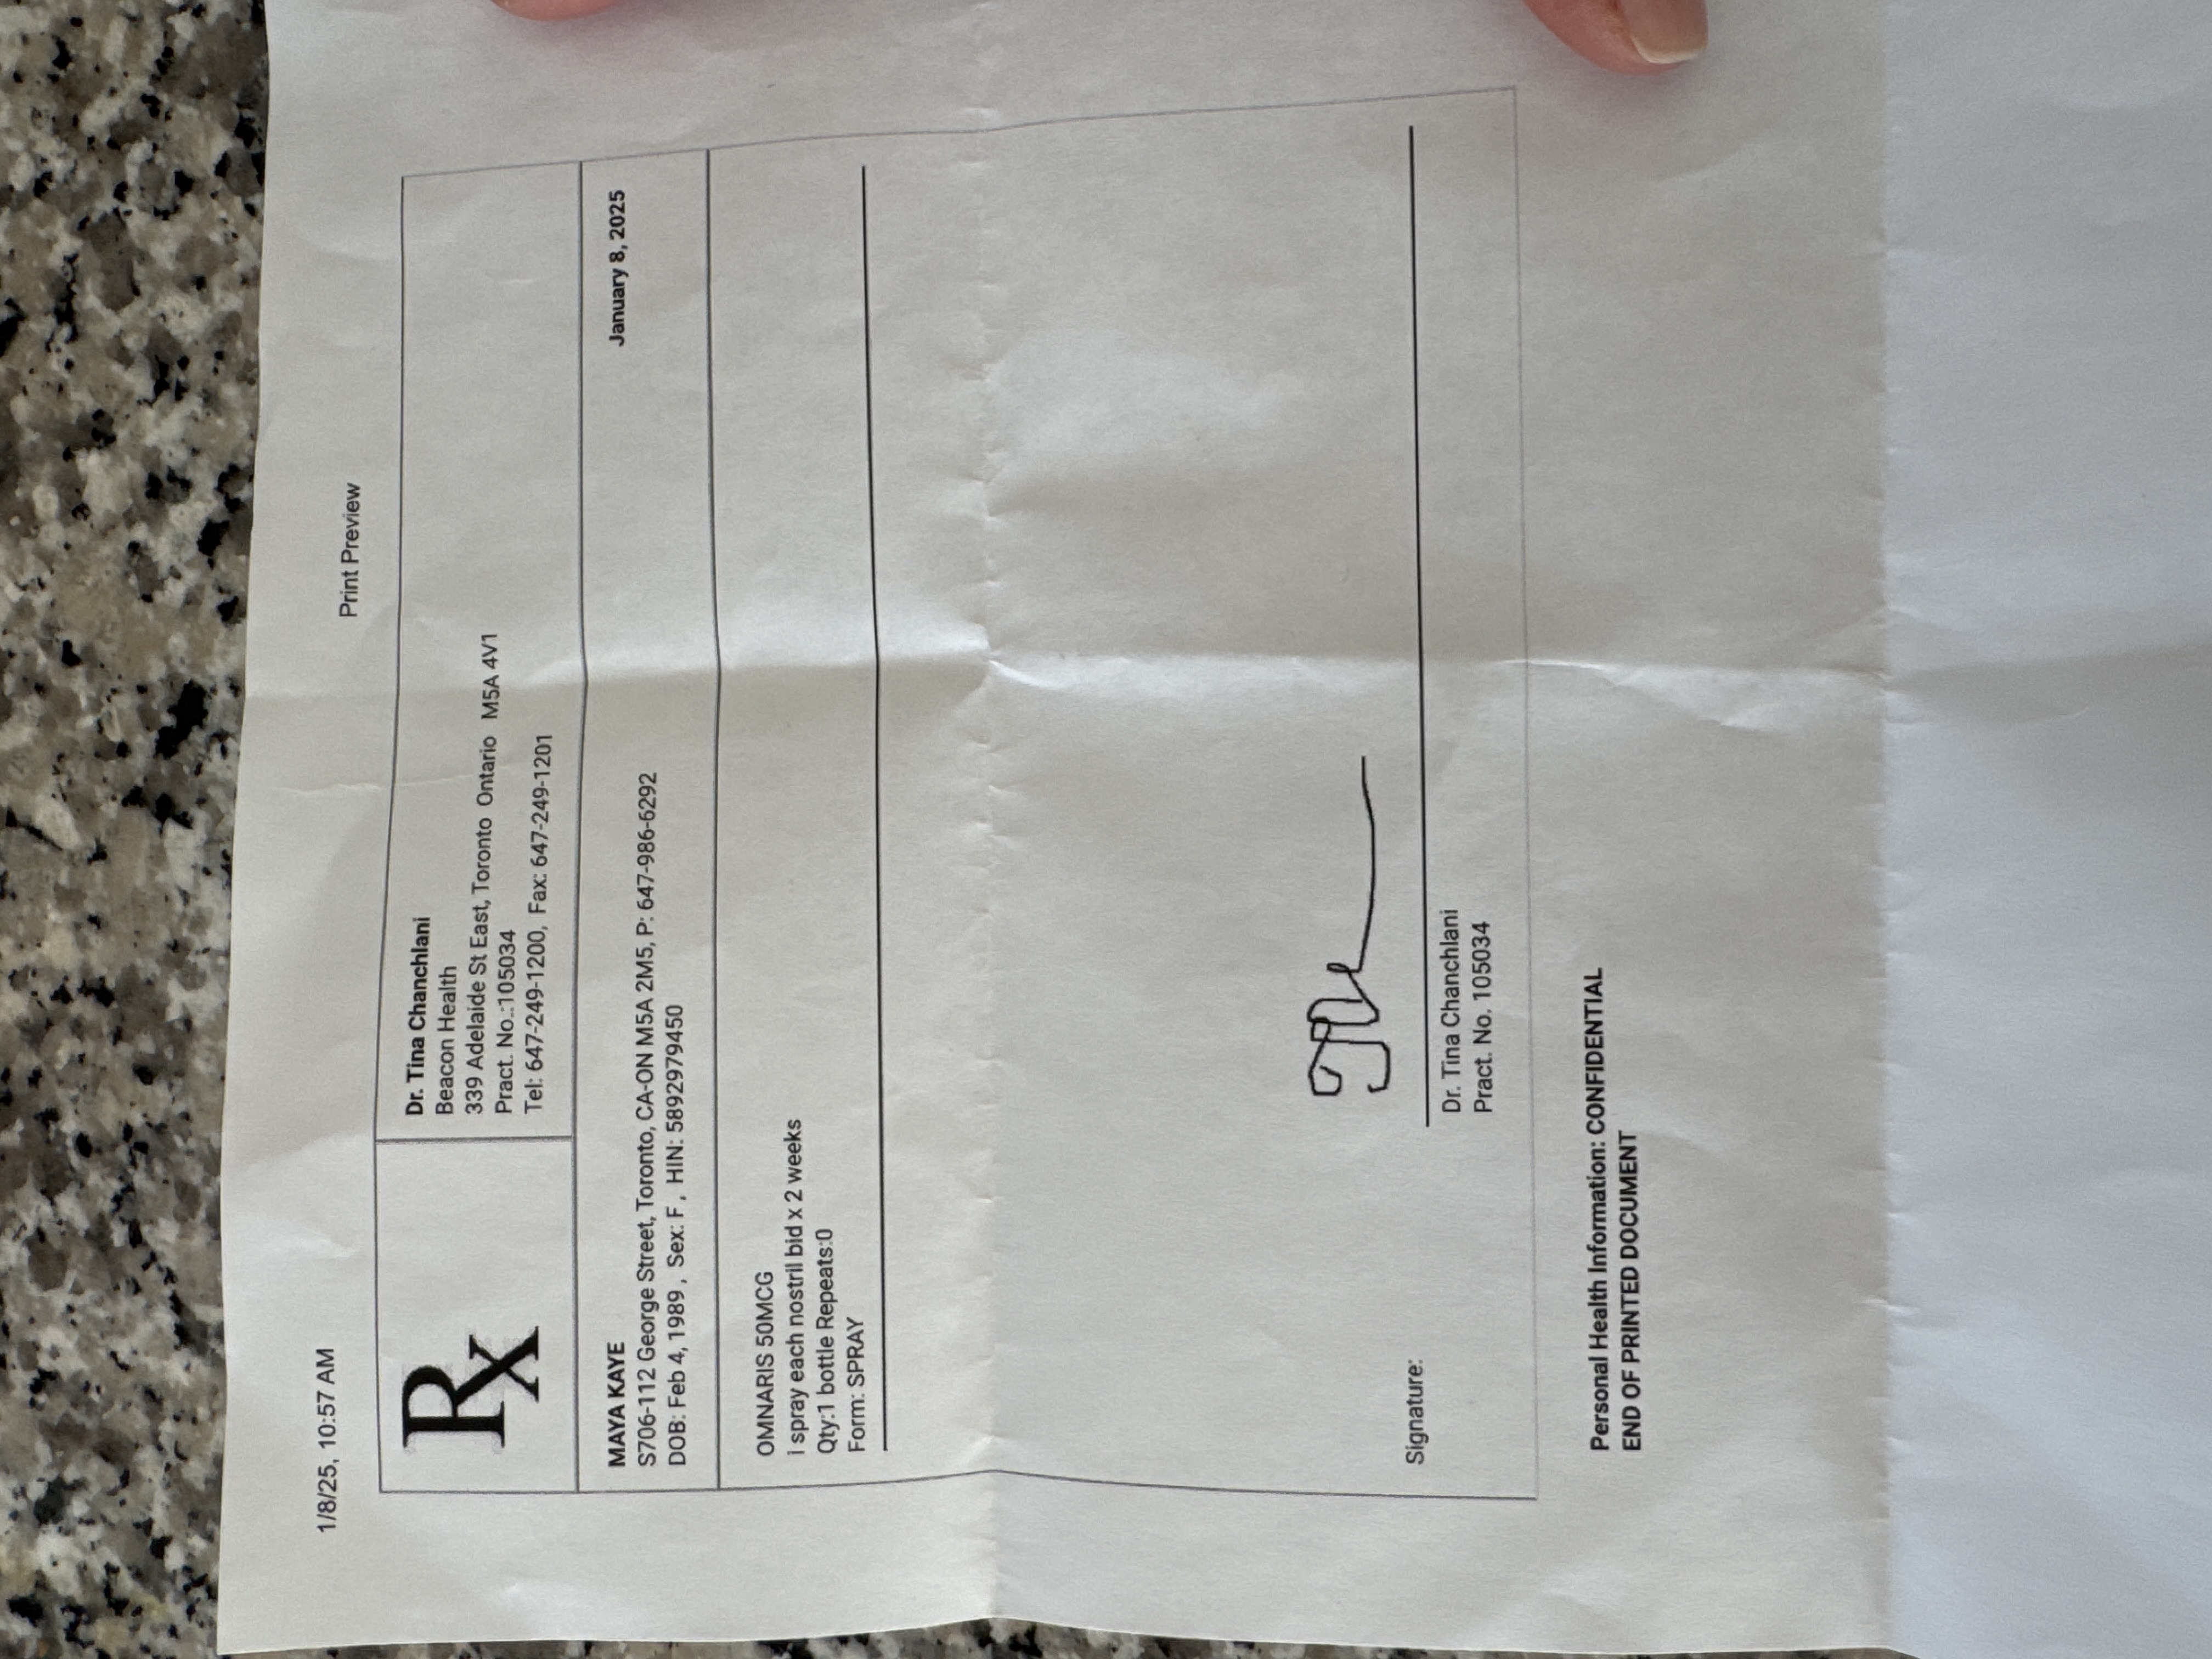 1/8/25, 10:57 AM
Print Preview
Rx
Dr. Tina Chanchlani
Beacon Health
339 Adelaide St East, Toronto Ontario M5A 4V1
Pract. No.:105034
Tel: 647-249-1200, Fax: 647-249-1201
MAYA KAYE
January 8, 2025
S706-112 George Street, Toronto, CA-ON M5A 2M5, P: 647-986-6292
DOB: Feb 4, 1989 , Sex: F , HIN: 5892979450
OMNARIS 50MCG
i spray each nostril bid x 2 weeks
Qty:1 bottle Repeats:0
Form: SPRAY
Signature:
Dr. Tina Chanchlani
Pract. No. 105034
Personal Health Information: CONFIDENTIAL
END OF PRINTED DOCUMENT